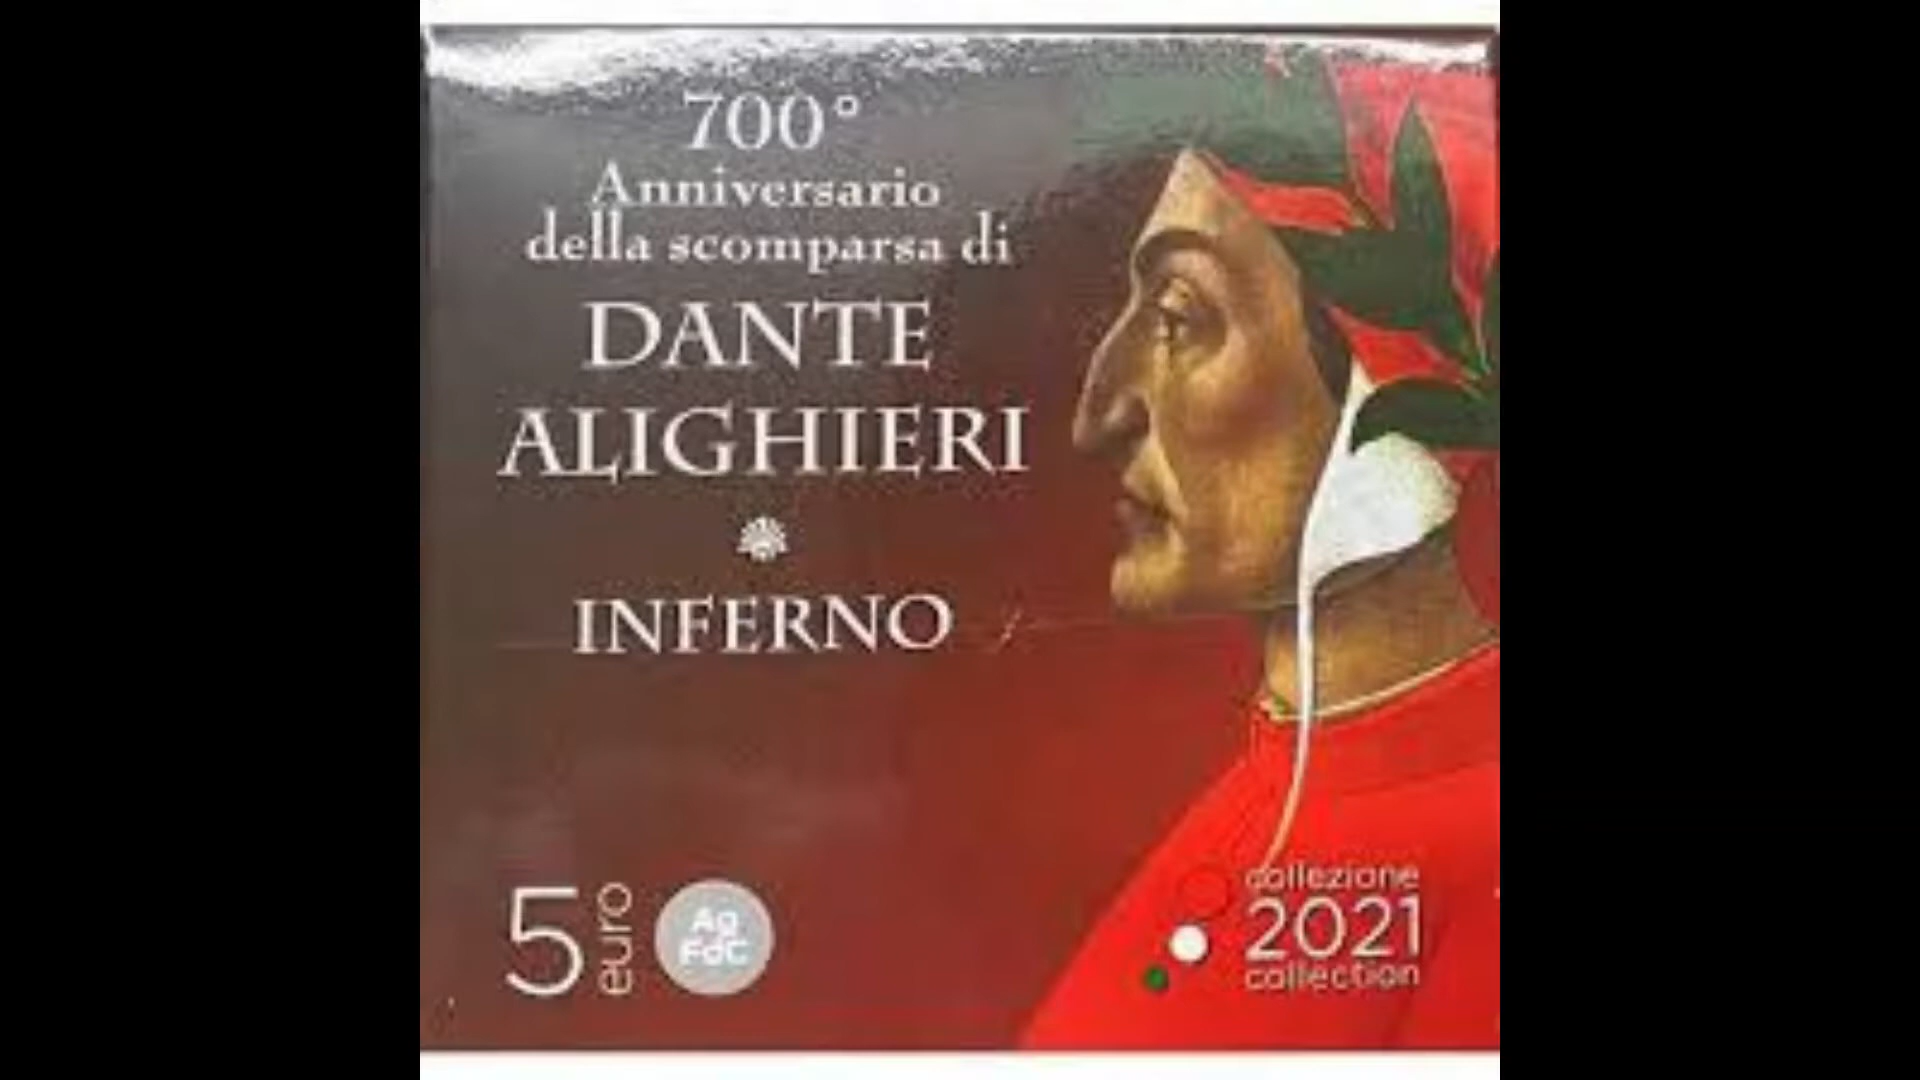 700°
Anniversario
della scomparsa di
DANTE
ALIGHIERI
INFERNO
5 euro
Ag
FdC
collezione
2021
collection